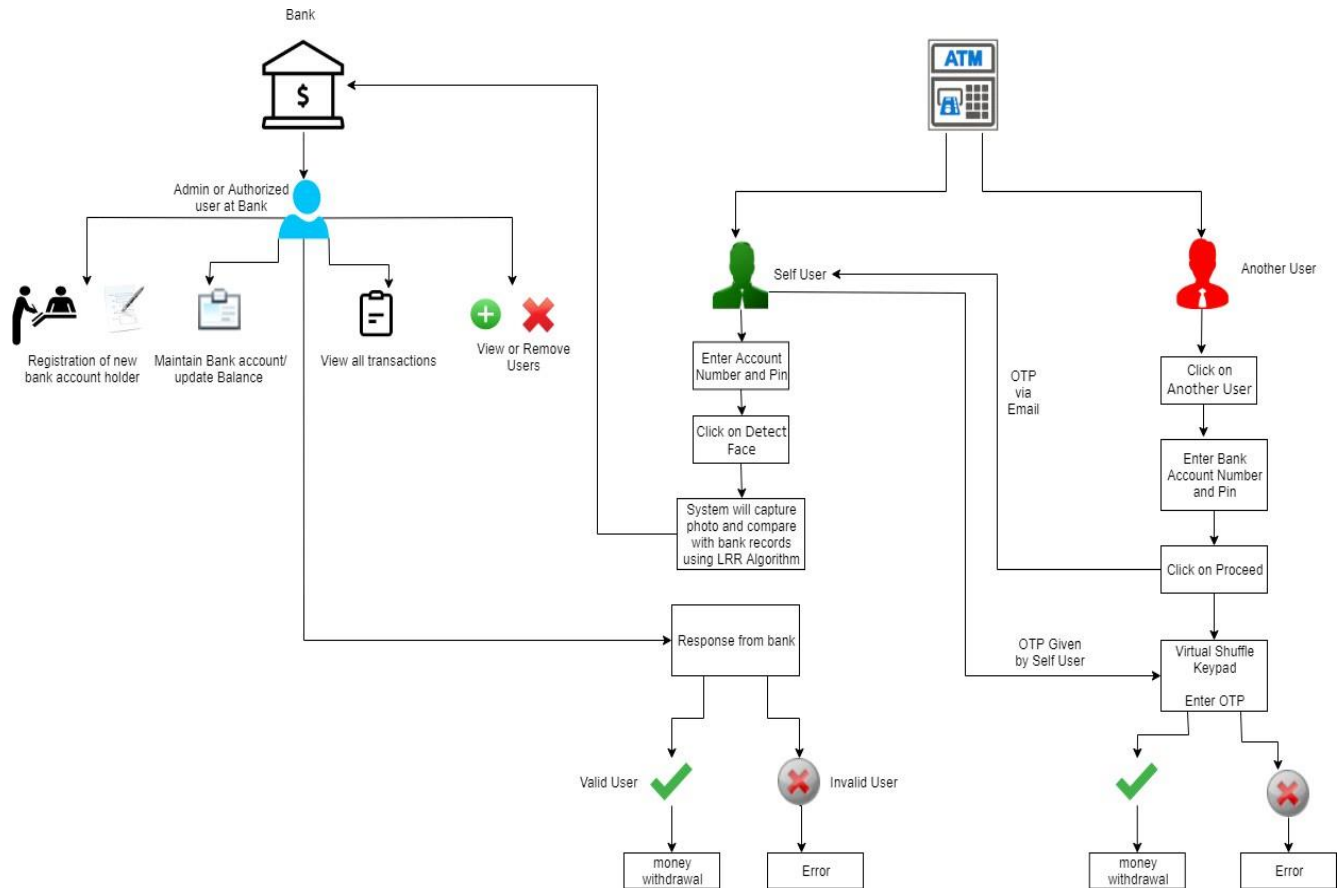 Bank
$
ATM
Admin or Authorized
user at Bank
Self User
Another User
Registration of new
bank account holder
Maintain Bank account/
update Balance
View all transactions
View or Remove
Users
Enter Account
Number and Pin
Click on Detect
Face
System will capture
photo and compare
with bank records
using LRR Algorithm
OTP
via
Email
Click on
Another User
Enter Bank
Account Number
and Pin
Click on Proceed
Response from bank
OTP Given
by Self User
Virtual Shuffle
Keypad
Enter OTP
Valid User
Invalid User
money
withdrawal
Error
money
withdrawal
Error